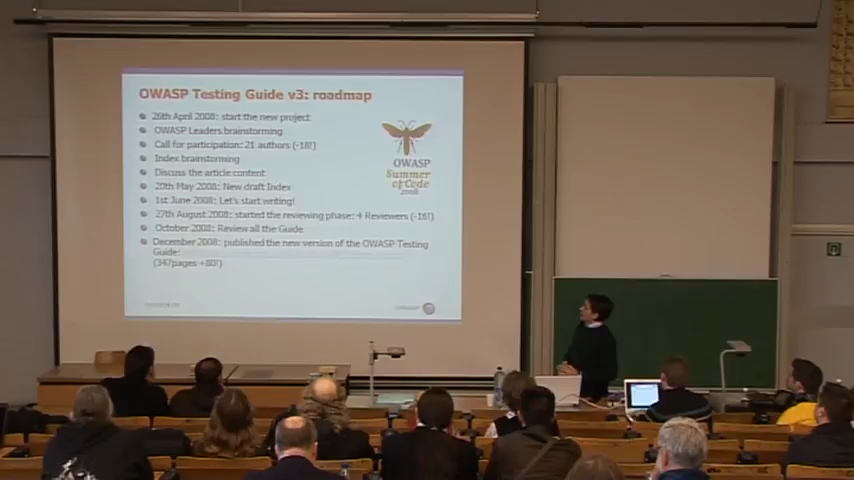 OWASP Testing Guide v3: roadmap
26th April 2008: start the new project
OWASP Leaders brainstorming
Call for participation: 21 authors (-18!)
Index brainstorming
Discuss the article content
20th May 2008: New draft Index
1st June 2008: Let's start writing!
27th August 2008: started the reviewing phase: 4 Reviewers (-16!)
October 2008: Review all the Guide
December 2008: published the new version of the OWASP Testing
Guide:
(347pages +80!)
OWASP
Summer
of Code
2008